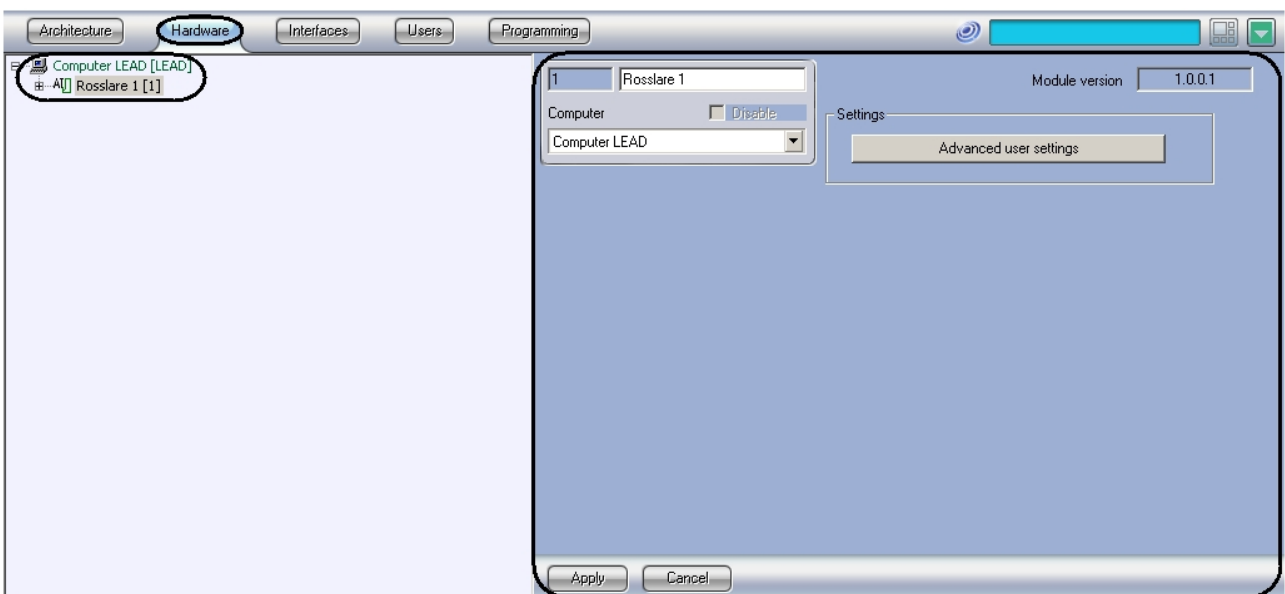 Architecture Hardware Interfaces Users Programming
Computer LEAD [LEAD]
Rosslare 1 [1]
1 Rosslare 1
Module version 1.0.0.1
Computer Disable
Settings
Computer LEAD
Advanced user settings
Apply Cancel